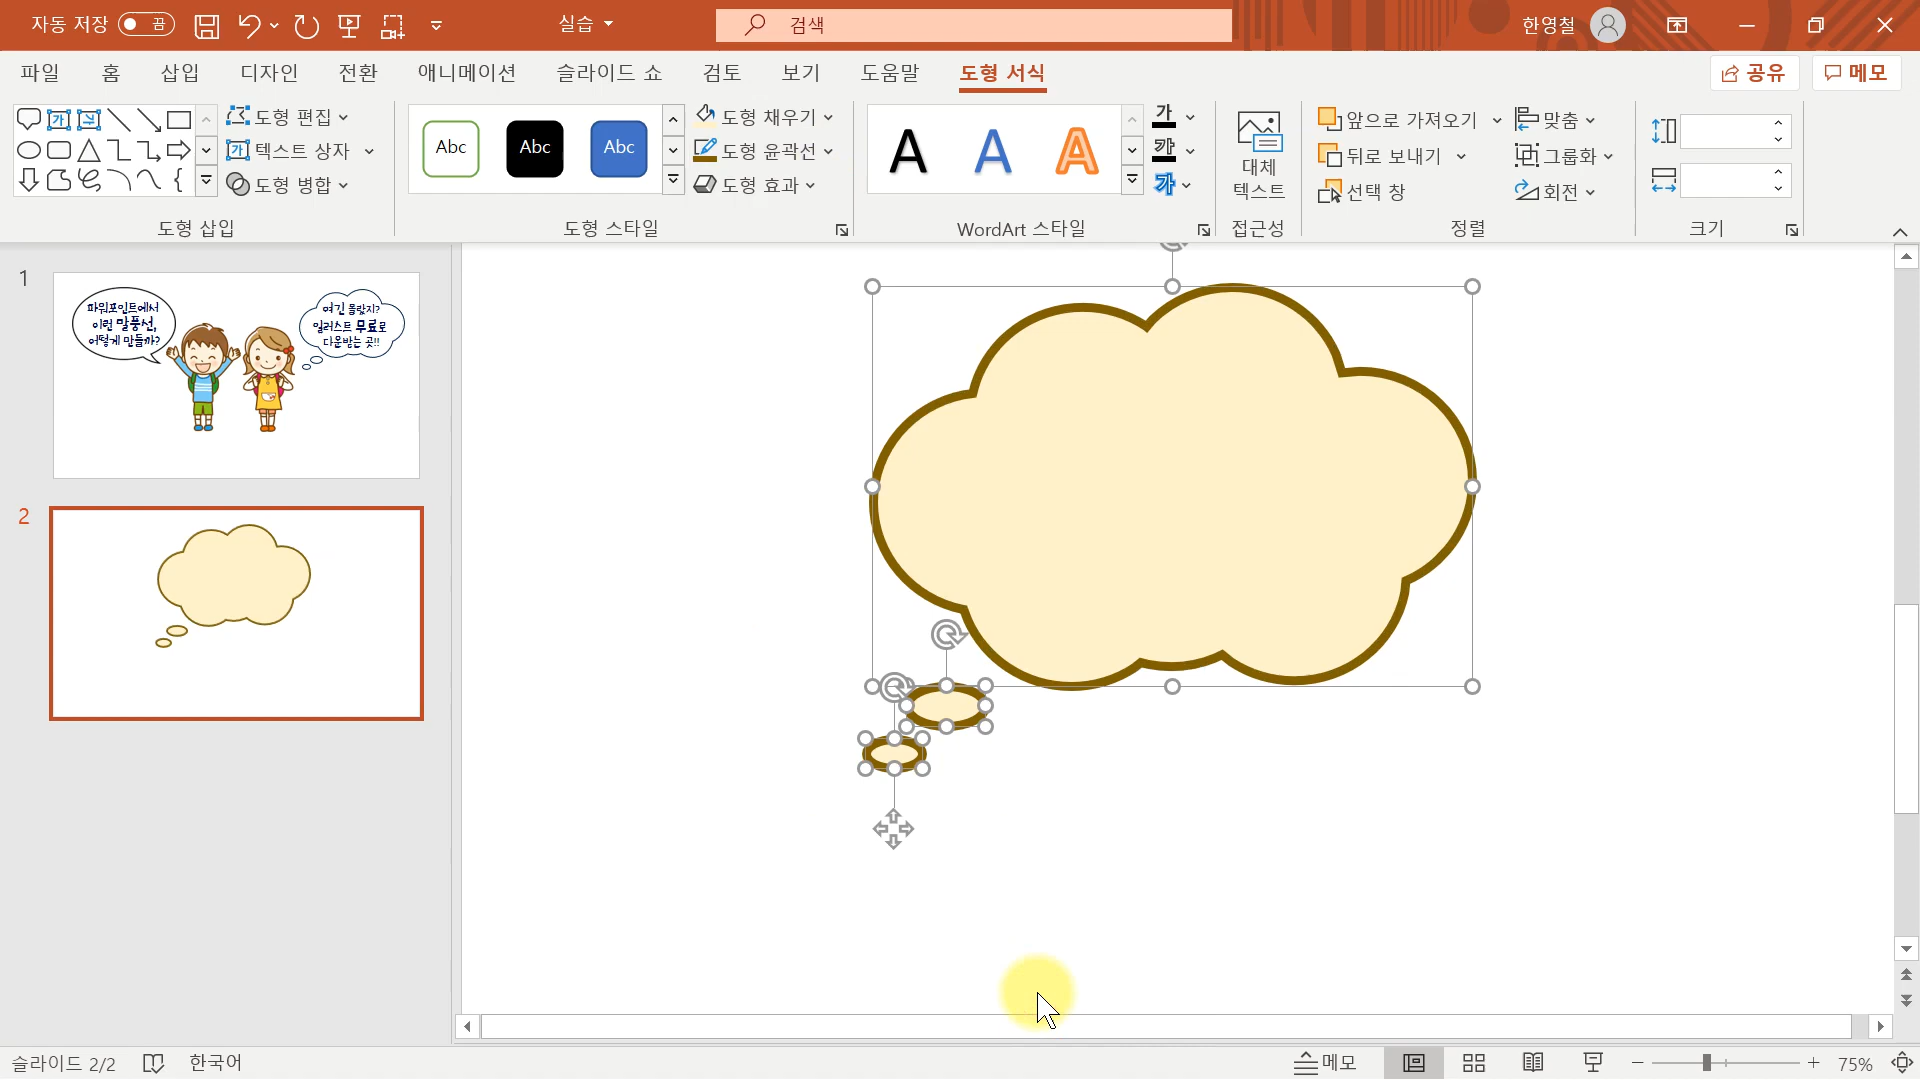 자동 저장 끔
실습
검색
한영철
파일 홈 삽입 디자인 전환 애니메이션 슬라이드 쇼 검토 보기 도움말 도형 서식
공유 메모
도형 편집
텍스트 상자
도형 병합
도형 삽입
Abc Abc Abc
도형 채우기
도형 윤곽선
도형 효과
도형 스타일
A A A
가
가
가
WordArt 스타일
대체
텍스트
접근성
앞으로 가져오기
뒤로 보내기
선택 창
맞춤
그룹화
회전
정렬
크기
1
파워포인트에서
이런 말풍선,
어떻게 만들까?
여긴 몰랐지?
일러스트 무료로
다운받는 곳!!
2
슬라이드 2/2 한국어
메모
75%